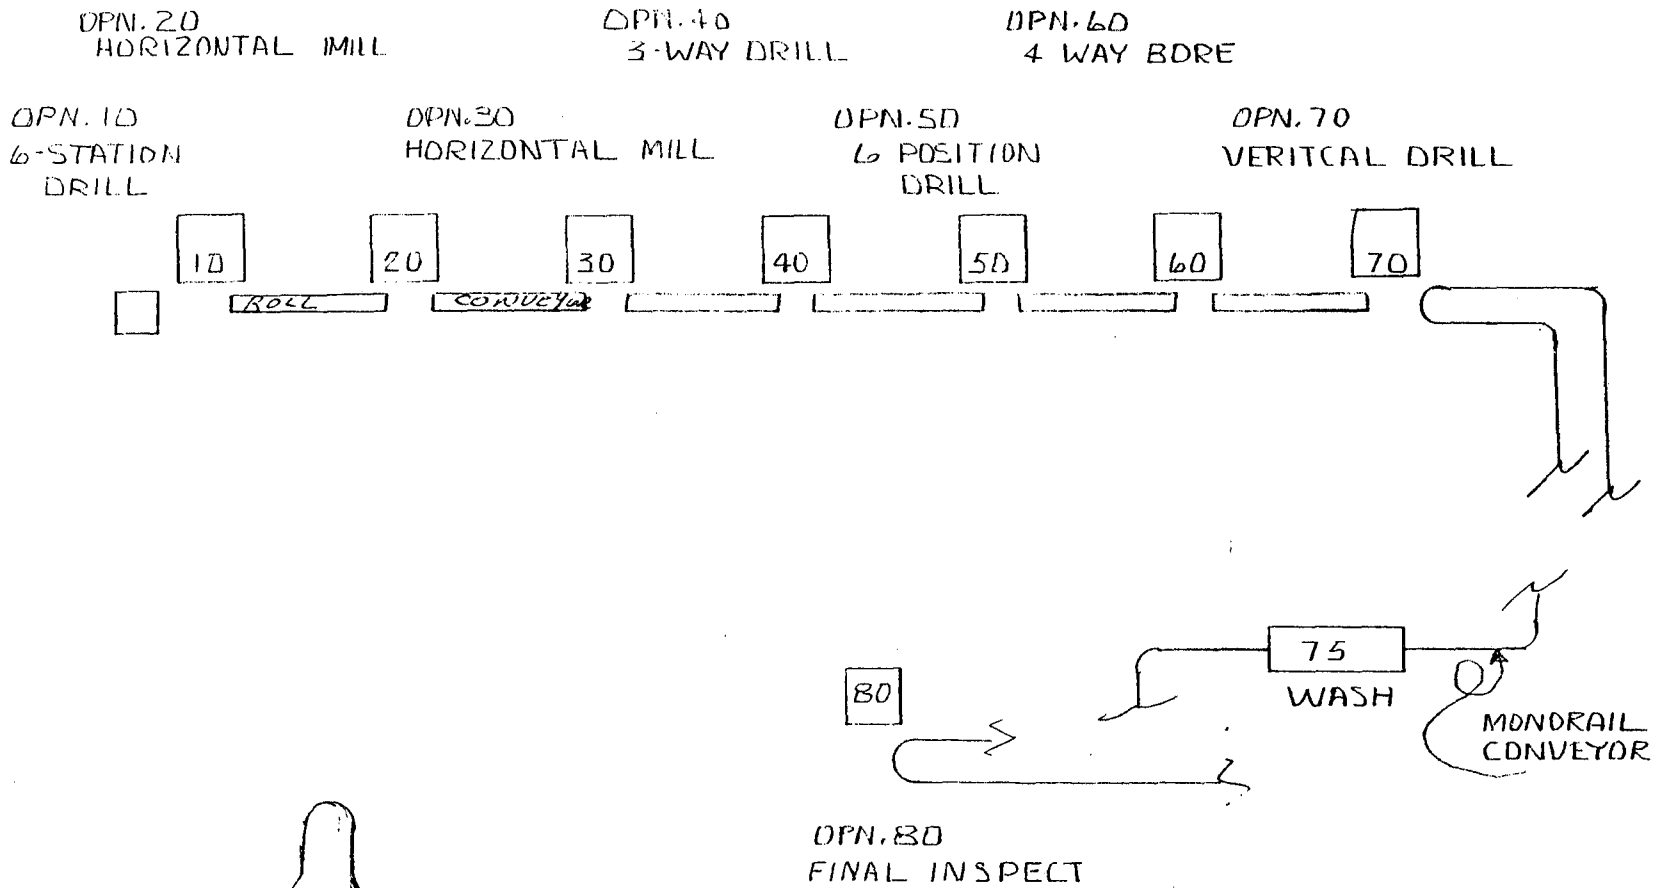 OPN. 20
HORIZONTAL MILL
OPN. 40
3-WAY DRILL
OPN. 60
4 WAY BORE
OPN. 10
6-STATION
DRILL
OPN. 30
HORIZONTAL MILL
OPN. 50
6 POSITION
DRILL
OPN. 70
VERITCAL DRILL
10
20
30
40
50
60
70
ROLL
CONVEYOR
75
WASH
80
MONORAIL
CONVEYOR
OPN. 80
FINAL INSPECT